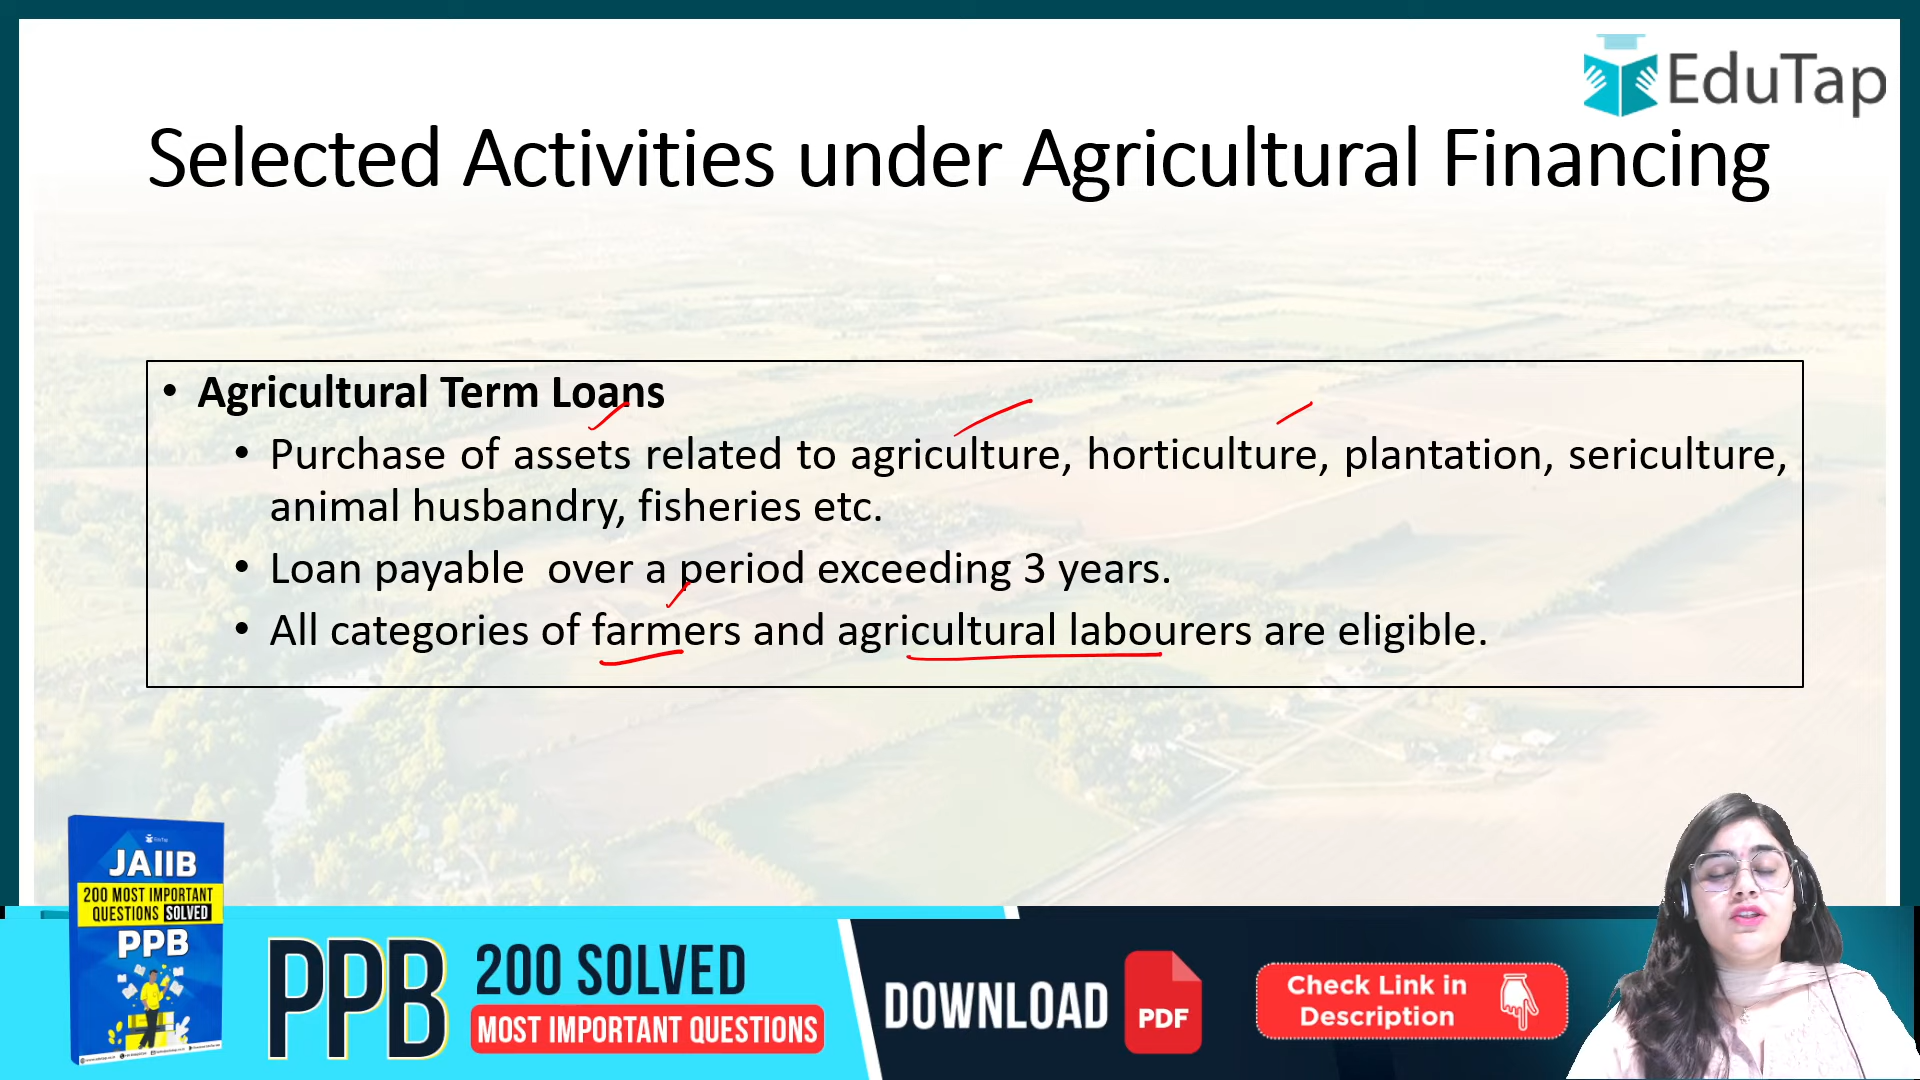 EduTap
Selected Activities under Agricultural Financing
• Agricultural Term Loans
• Purchase of assets related to agriculture, horticulture, plantation, sericulture,
animal husbandry, fisheries etc.
• Loan payable over a period exceeding 3 years.
• All categories of farmers and agricultural labourers are eligible.
JAIIB
200 MOST IMPORTANT
QUESTIONS SOLVED
PPB
PPB
200 SOLVED
MOST IMPORTANT QUESTIONS
DOWNLOAD
PDF
Check Link in
Description